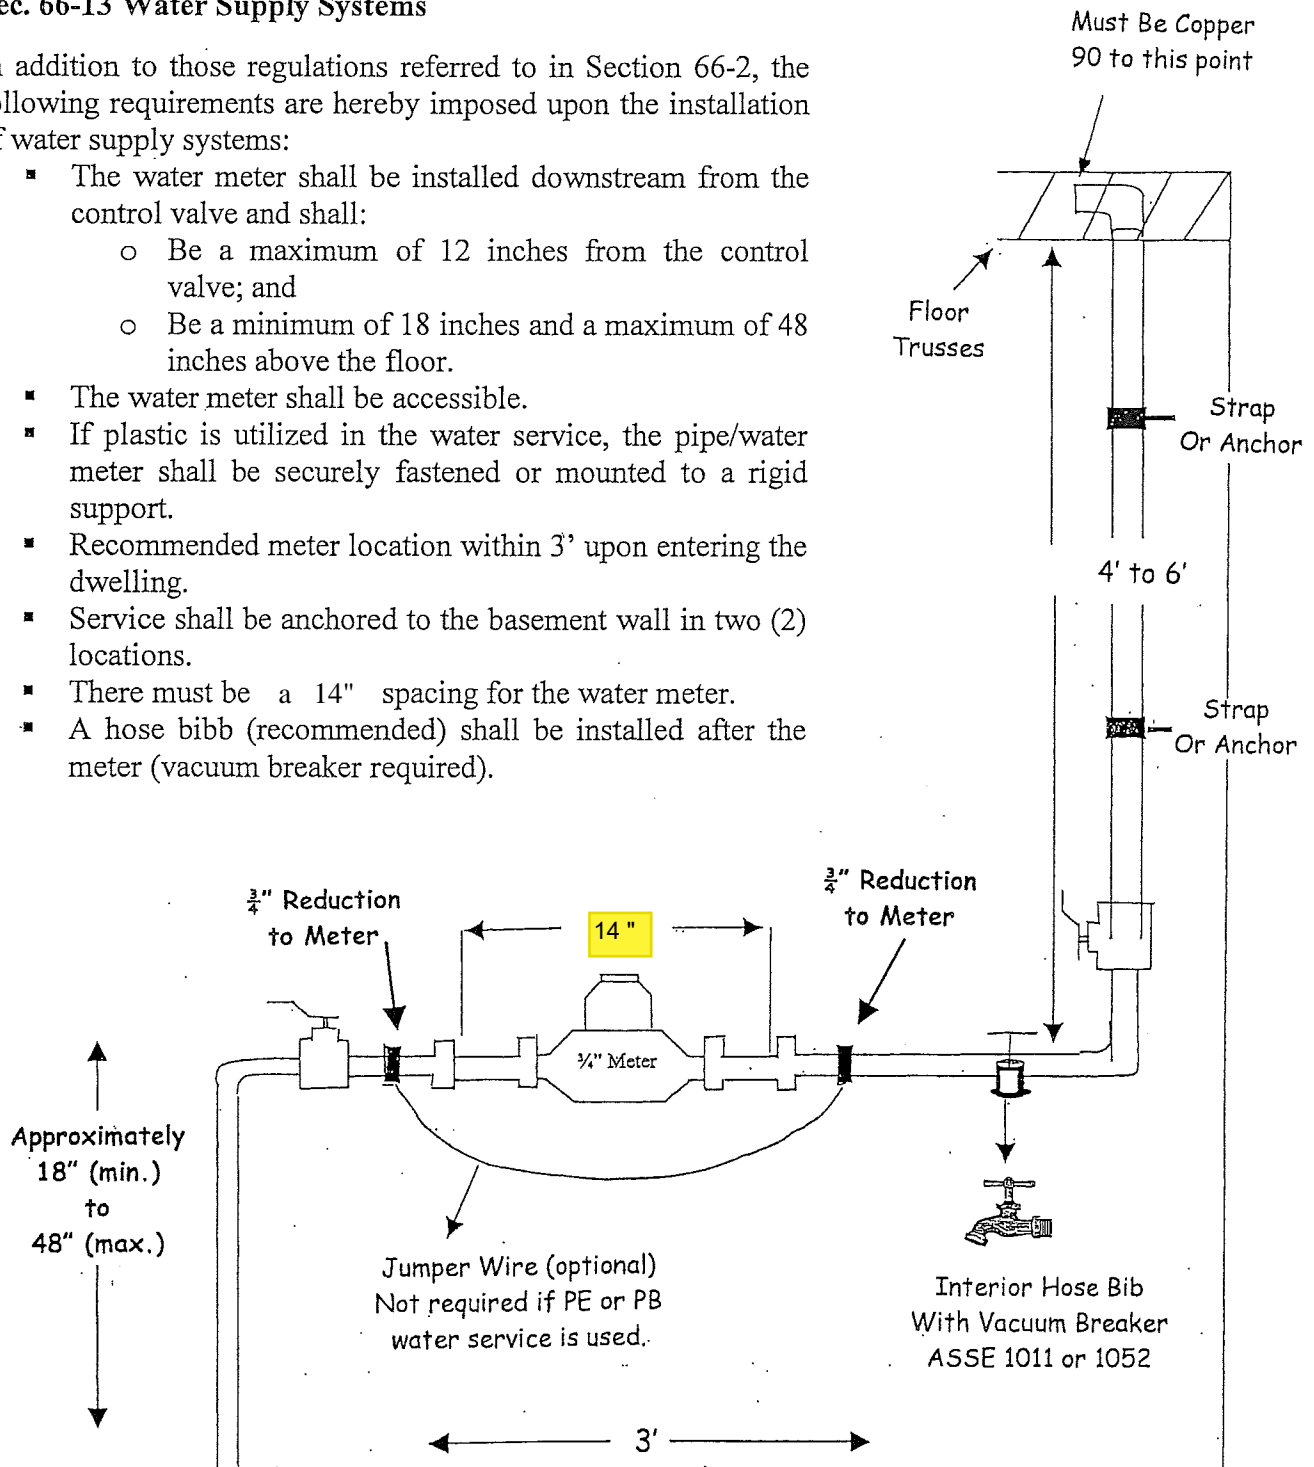 ec. 66-13 Water Supply Systems
addition to those regulations referred to in Section 66-2, the
ollowing requirements are hereby imposed upon the installation
f water supply systems:
▪ The water meter shall be installed downstream from the
control valve and shall:
o Be a maximum of 12 inches from the control
valve; and
o Be a minimum of 18 inches and a maximum of 48
inches above the floor.
▪ The water meter shall be accessible.
▪ If plastic is utilized in the water service, the pipe/water
meter shall be securely fastened or mounted to a rigid
support.
▪ Recommended meter location within 3' upon entering the
dwelling.
▪ Service shall be anchored to the basement wall in two (2)
locations.
▪ There must be a 14" spacing for the water meter.
▪ A hose bibb (recommended) shall be installed after the
meter (vacuum breaker required).
Must Be Copper
90 to this point
Floor
Trusses
Strap
Or Anchor
4' to 6'
Strap
Or Anchor
¾" Reduction
to Meter
14 "
¾" Reduction
to Meter
¾" Meter
Approximately
18" (min.)
to
48" (max.)
Jumper Wire (optional)
Not required if PE or PB
water service is used.
Interior Hose Bib
With Vacuum Breaker
ASSE 1011 or 1052
3'